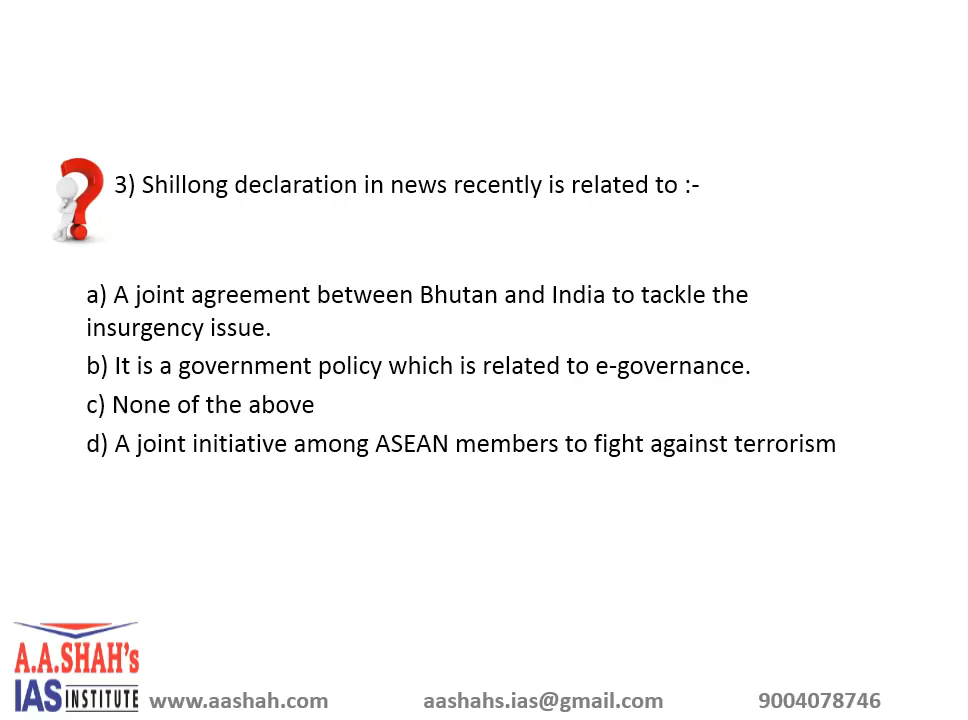 3) Shillong declaration in news recently is related to :-
a) A joint agreement between Bhutan and India to tackle the
insurgency issue.
b) It is a government policy which is related to e-governance.
c) None of the above
d) A joint initiative among ASEAN members to fight against terrorism
A.A.SHAH's
IAS INSTITUTE
www.aashah.com aashahs.ias@gmail.com 9004078746